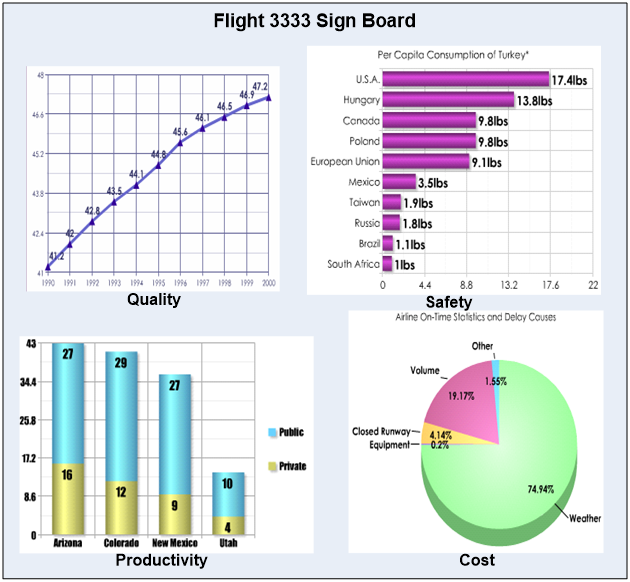 Flight 3333 Sign Board
48
46.6
45.2
43.8
42.4
41
41.2
42
42.8
43.5
44.1
44.8
45.6
46.1
46.5
46.9
47.2
1990 1991 1992 1993 1994 1995 1996 1997 1998 1999 2000
Quality
Per Capita Consumption of Turkey*
U.S.A. 17.4lbs
Hungary 13.8lbs
Canada 9.8lbs
Poland 9.8lbs
European Union 9.1lbs
Mexico 3.5lbs
Taiwan 1.9lbs
Russia 1.8lbs
Brazil 1.1lbs
South Africa 1lbs
0 4.4 8.8 13.2 17.6 22
Safety
43
34.4
25.8
17.2
8.6
0
27 29 27 10
16 12 9 4
Arizona Colorado New Mexico Utah
Public
Private
Productivity
Airline On-Time Statistics and Delay Causes
Other
1.55%
Volume
19.17%
Closed Runway
4.14%
Equipment
0.2%
74.94%
Weather
Cost